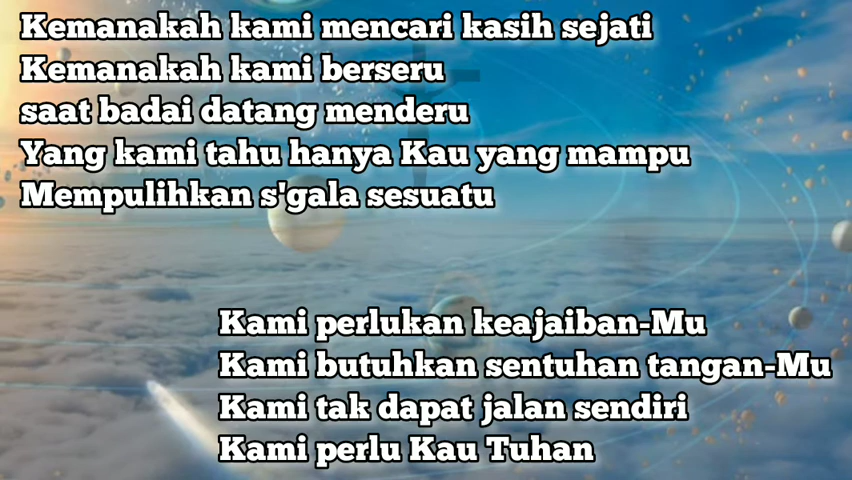 Kemanakah kami mencari kasih sejati
Kemanakah kami berseru
saat badai datang menderu
Yang kami tahu hanya Kau yang mampu
Mempulihkan s'gala sesuatu
Kami perlukan keajaiban-Mu
Kami butuhkan sentuhan tangan-Mu
Kami tak dapat jalan sendiri
Kami perlu Kau Tuhan